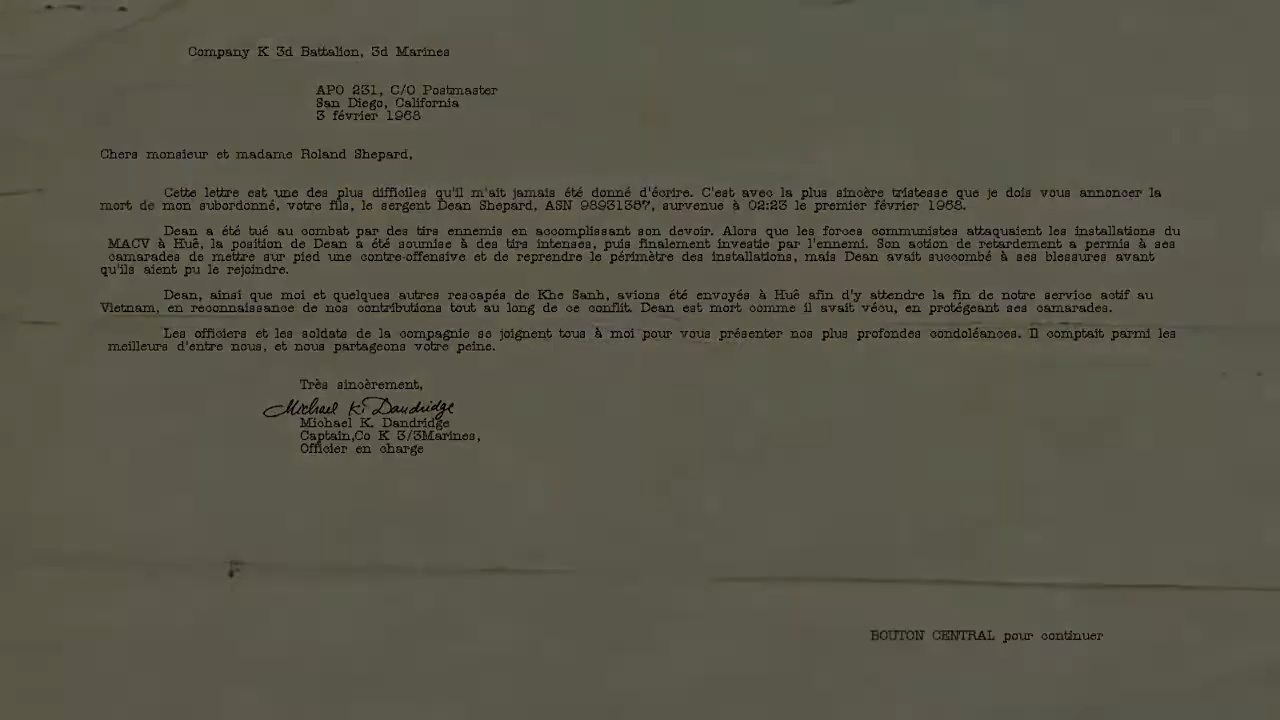 Company K 3d Battalion, 3d Marines
APO 231, C/O Postmaster
San Diego, California
3 février 1968
Chers monsieur et madame Roland Shepard,
Cette lettre est une des plus difficiles qu'il m'ait jamais été donné d'écrire. C'est avec la plus sincère tristesse que je dois vous annoncer la
mort de mon subordonné, votre fils, le sergent Dean Shepard, ASN 98931367, survenue à 02:23 le premier février 1968.
Dean a été tué au combat par des tirs ennemis en accomplissant son devoir. Alors que les forces communistes attaquaient les installations du
MACV à Huê, la position de Dean a été soumise à des tirs intenses, puis finalement investie par l'ennemi. Son action de retardement a permis à ses
camarades de mettre sur pied une contre-offensive et de reprendre le périmètre des installations, mais Dean avait succombé à ses blessures avant
qu'ils aient pu le rejoindre.
Dean, ainsi que moi et quelques autres rescapés de Khe Sanh, avions été envoyés à Huê afin d'y attendre la fin de notre service actif au
Vietnam, en reconnaissance de nos contributions tout au long de ce conflit. Dean est mort comme il avait vécu, en protégeant ses camarades.
Les officiers et les soldats de la compagnie se joignent tous à moi pour vous présenter nos plus profondes condoléances. Il comptait parmi les
meilleurs d'entre nous, et nous partageons votre peine.
Très sincèrement,
Michael K. Dandridge
Michael K. Dandridge
Captain,Co K 3/3Marines,
Officier en charge
BOUTON CENTRAL pour continuer